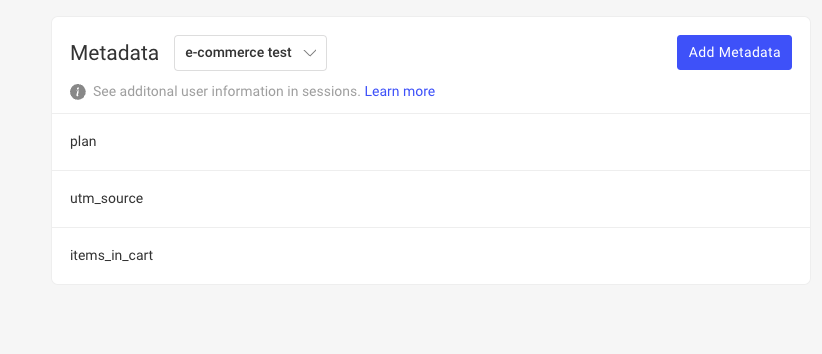 Metadata e-commerce test Add Metadata
i See additonal user information in sessions. Learn more
plan
utm_source
items_in_cart